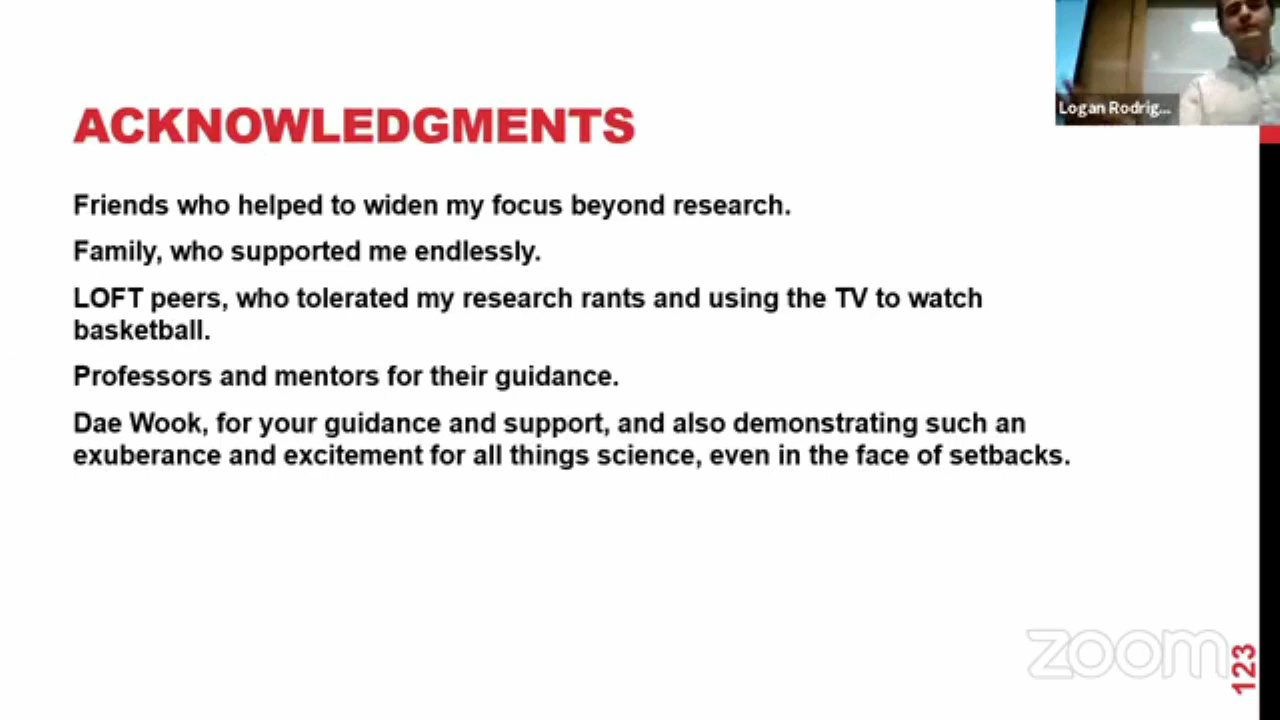 Logan Rodrig...
ACKNOWLEDGMENTS
Friends who helped to widen my focus beyond research.
Family, who supported me endlessly.
LOFT peers, who tolerated my research rants and using the TV to watch
basketball.
Professors and mentors for their guidance.
Dae Wook, for your guidance and support, and also demonstrating such an
exuberance and excitement for all things science, even in the face of setbacks.
zoom
123